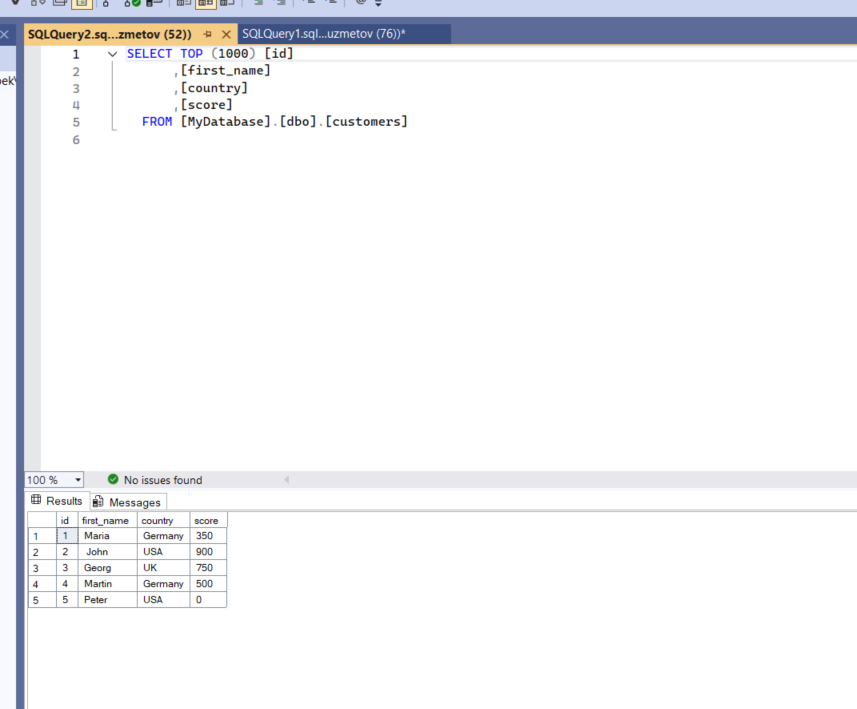 SQLQuery2.sq...zmetov (52)) SQLQuery1.sql...uzmetov (76))*
1 SELECT TOP (1000) [id]
2 ,[first_name]
3 ,[country]
4 ,[score]
5 FROM [MyDatabase].[dbo].[customers]
6
100 % No issues found
Results Messages
id first_name country score
1 1 Maria Germany 350
2 2 John USA 900
3 3 Georg UK 750
4 4 Martin Germany 500
5 5 Peter USA 0